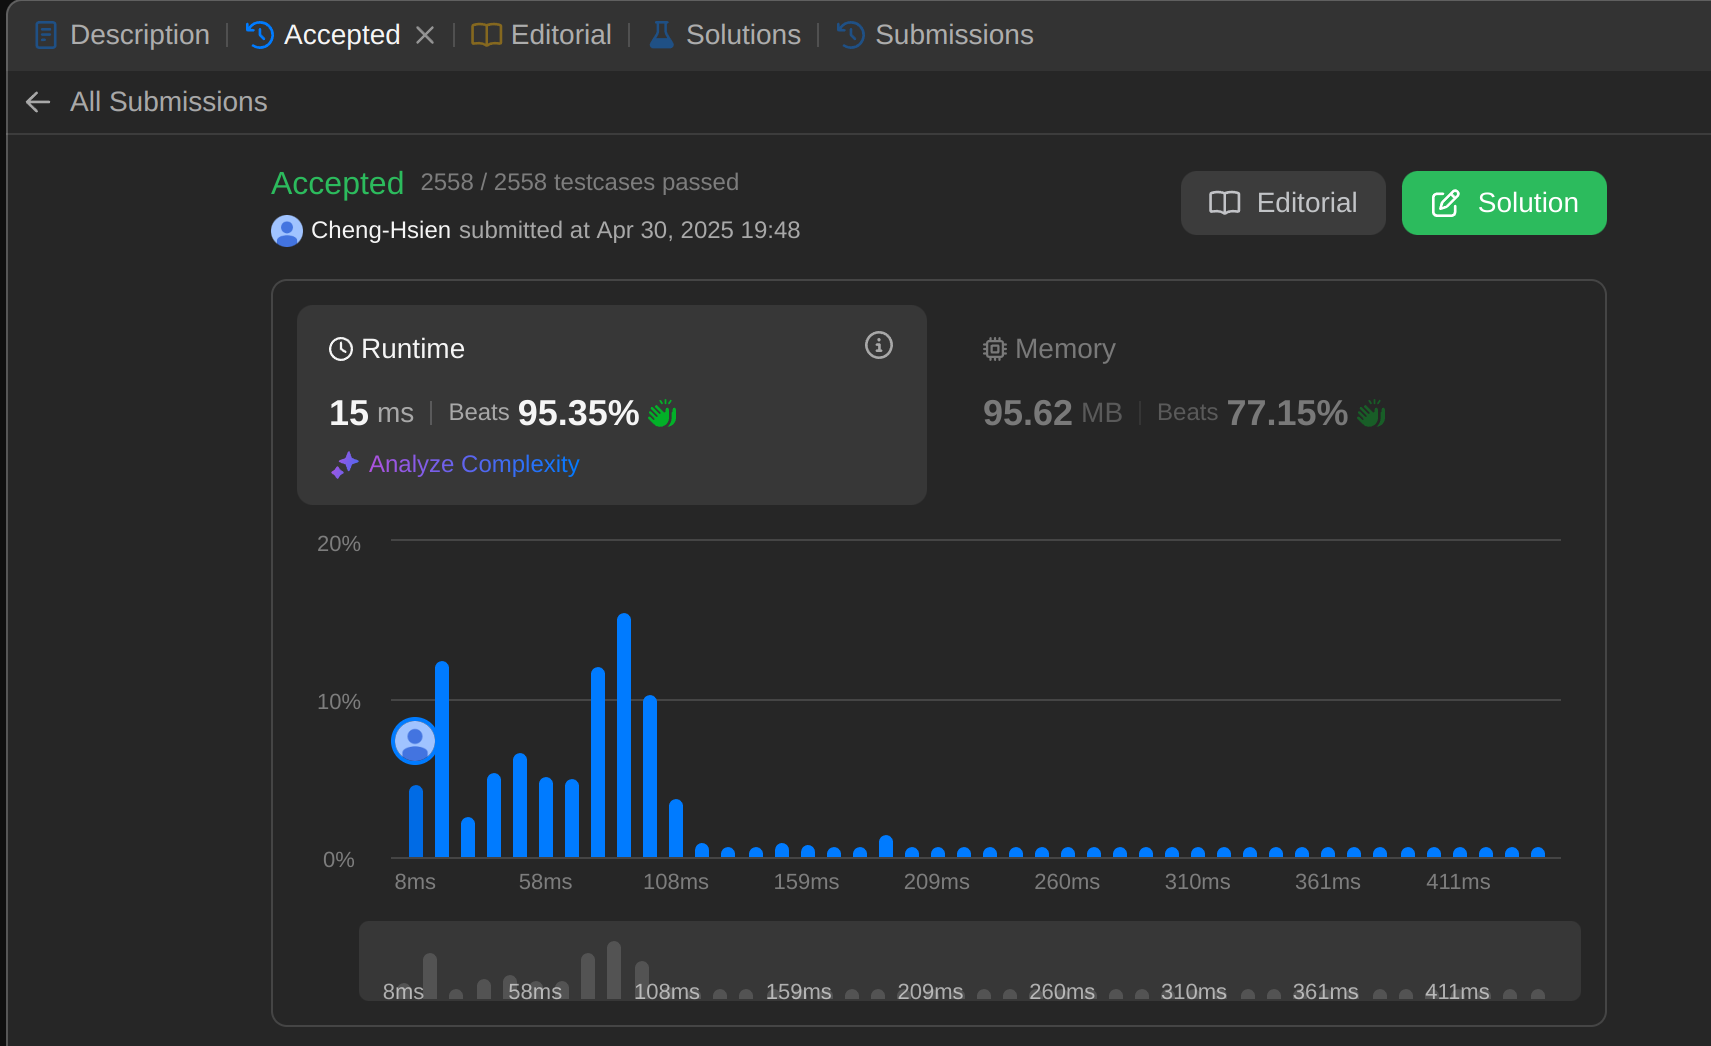 Description Accepted Editorial Solutions Submissions
All Submissions
Accepted 2558 / 2558 testcases passed
Cheng-Hsien submitted at Apr 30, 2025 19:48
Editorial Solution
Runtime
15 ms Beats 95.35%
Analyze Complexity
Memory
95.62 MB Beats 77.15%
20%
10%
0%
8ms 58ms 108ms 159ms 209ms 260ms 310ms 361ms 411ms
8ms 58ms 108ms 159ms 209ms 260ms 310ms 361ms 411ms